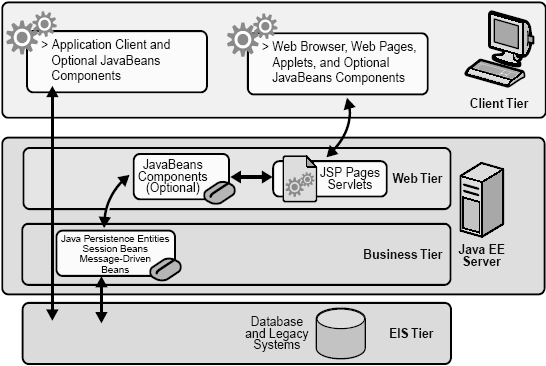 > Application Client and
Optional JavaBeans
Components
> Web Browser, Web Pages,
Applets, and Optional
JavaBeans Components
Client Tier
JavaBeans
Components
(Optional)
JSP Pages
Servlets
Web Tier
Java Persistence Entities
Session Beans
Message-Driven
Beans
Business Tier
Java EE
Server
Database
and Legacy
Systems
EIS Tier